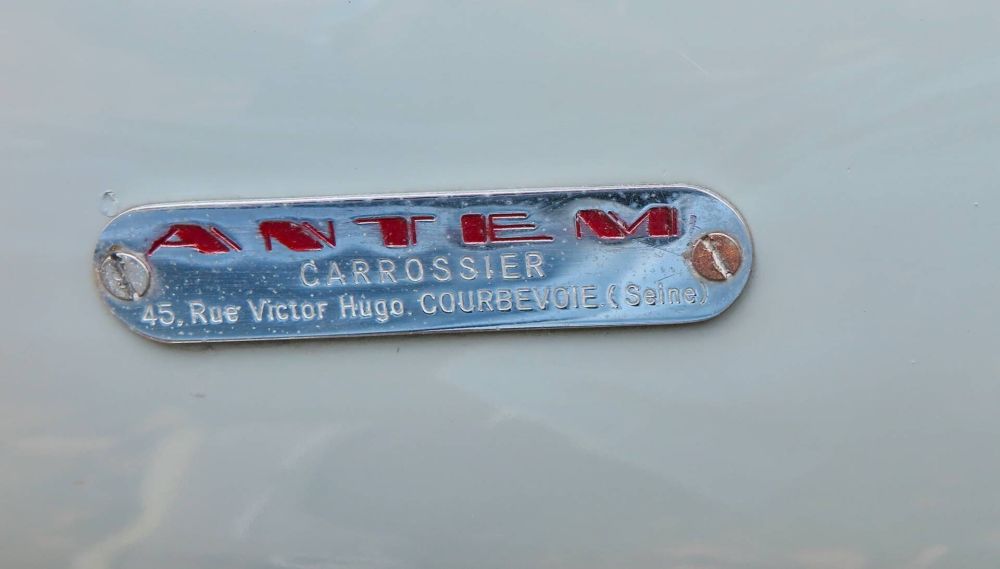 ANTEM
CARROSSIER
45, Rue Victor Hugo. COURBEVOIE.(Seine)